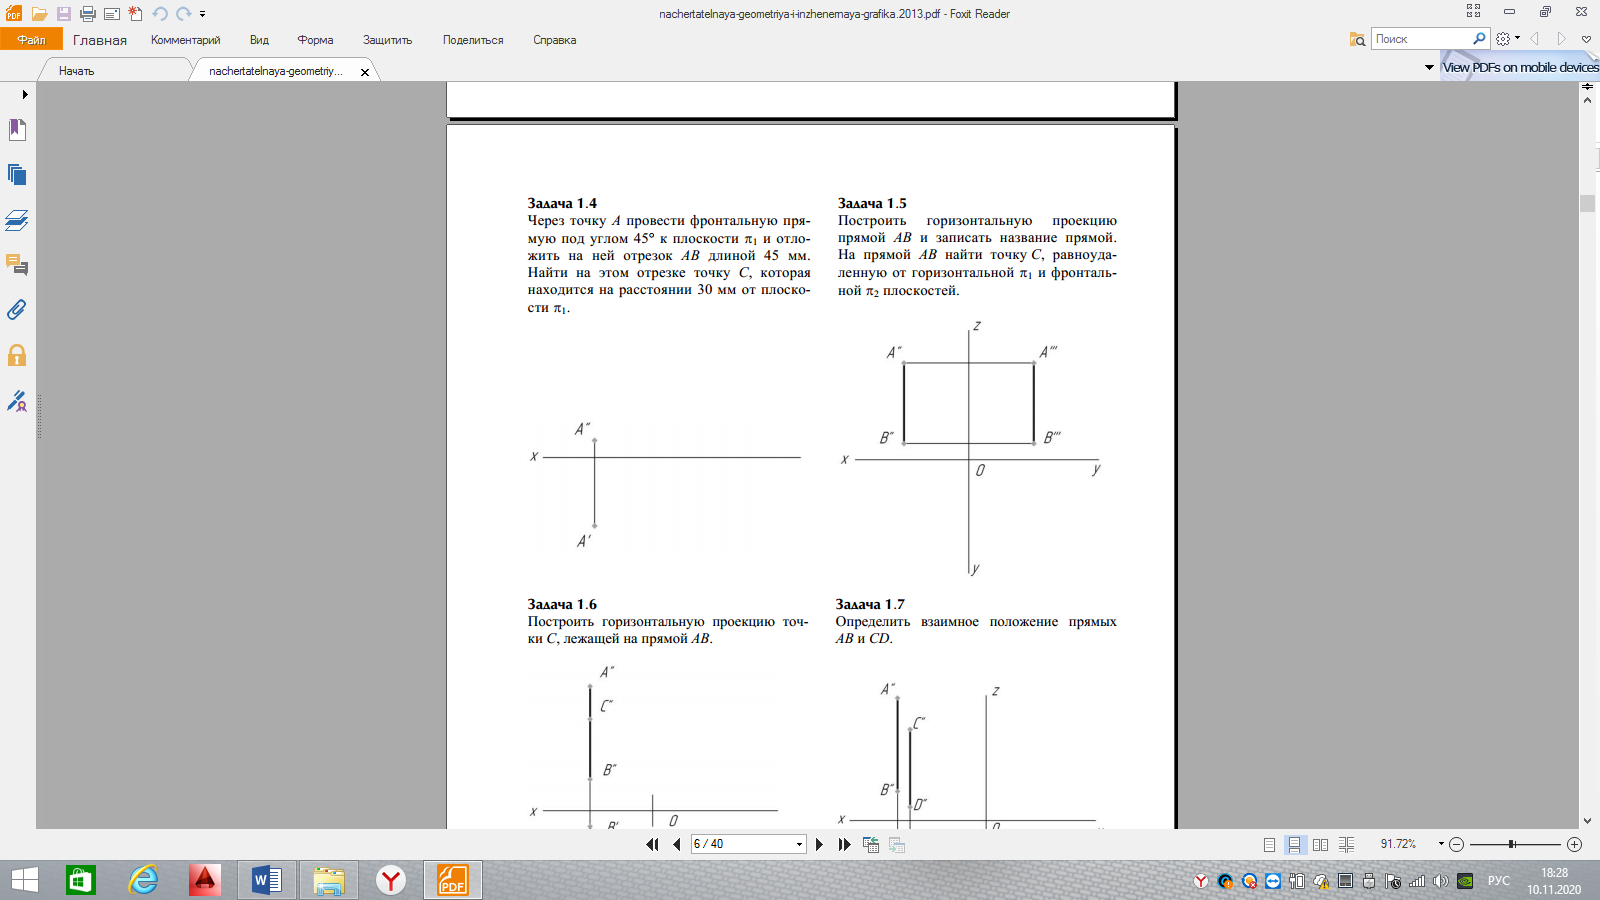 nachertatelnaya-geometriya-i-inzhenernaya-grafika.2013.pdf - Foxit Reader
Файл Главная Комментарий Вид Форма Защитить Поделиться Справка Поиск
Начать nachertatelnaya-geometriy... View PDFs on mobile devices
Задача 1.4
Через точку A провести фронтальную пря-
мую под углом 45° к плоскости π₁ и отло-
жить на ней отрезок AB длиной 45 мм.
Найти на этом отрезке точку C, которая
находится на расстоянии 30 мм от плоско-
сти π₁.
A″
x
A′
Задача 1.5
Построить горизонтальную проекцию
прямой AB и записать название прямой.
На прямой AB найти точку C, равноуда-
ленную от горизонтальной π₁ и фронталь-
ной π₂ плоскостей.
z
A″ A‴
B″ B‴
x O y
y
Задача 1.6
Построить горизонтальную проекцию точ-
ки C, лежащей на прямой AB.
A″
C″
B″
x
B′ O
Задача 1.7
Определить взаимное положение прямых
AB и CD.
A″ z
C″
B″
D″
x
6 / 40 91.72%
PDF РУС 18:28
10.11.2020